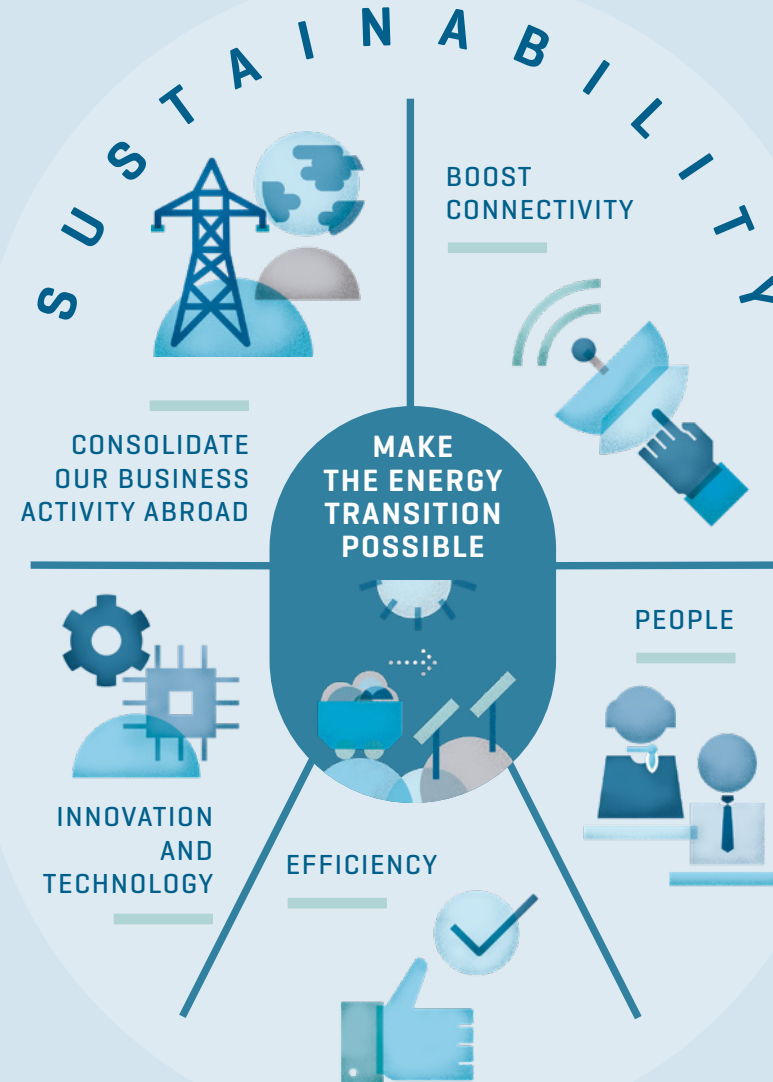 SUSTAINABILITY
BOOST
CONNECTIVITY
CONSOLIDATE
OUR BUSINESS
ACTIVITY ABROAD
MAKE
THE ENERGY
TRANSITION
POSSIBLE
PEOPLE
INNOVATION
AND
TECHNOLOGY
EFFICIENCY